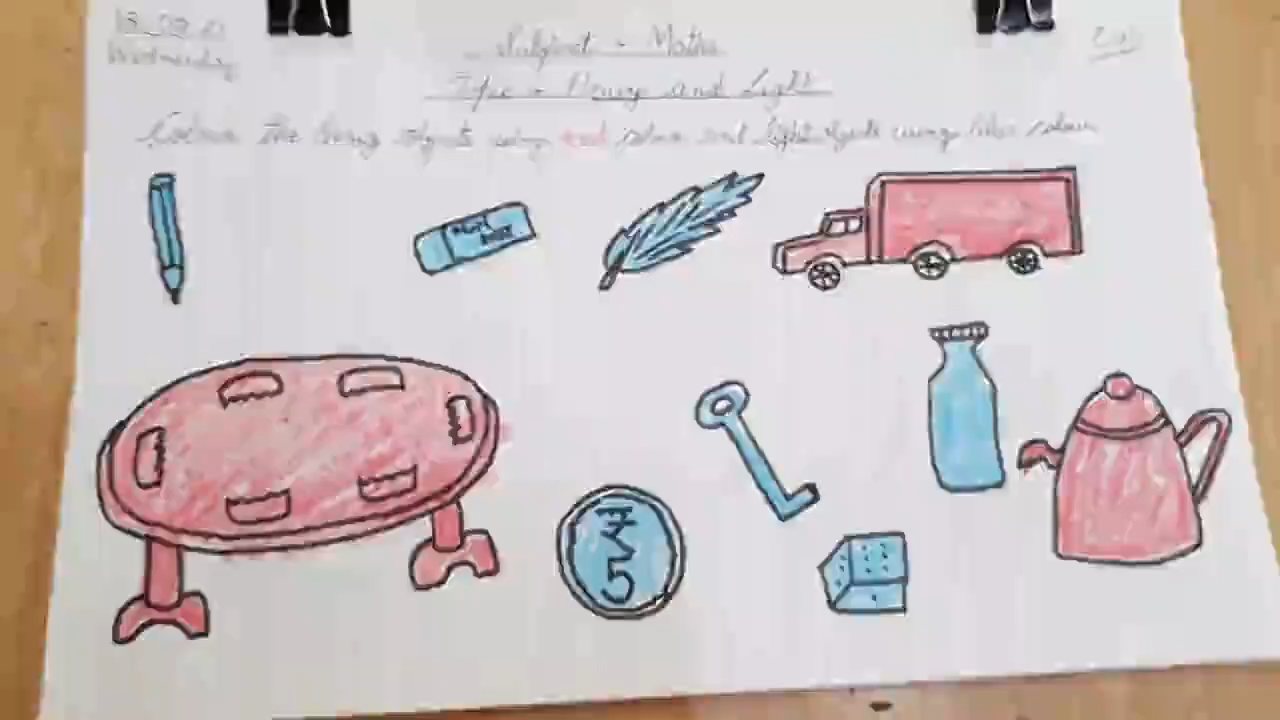 Wednesday
Subject - Maths
Topic - Heavy and Light
Colour the heavy objects using red colour and light objects using blue colour
₹
5